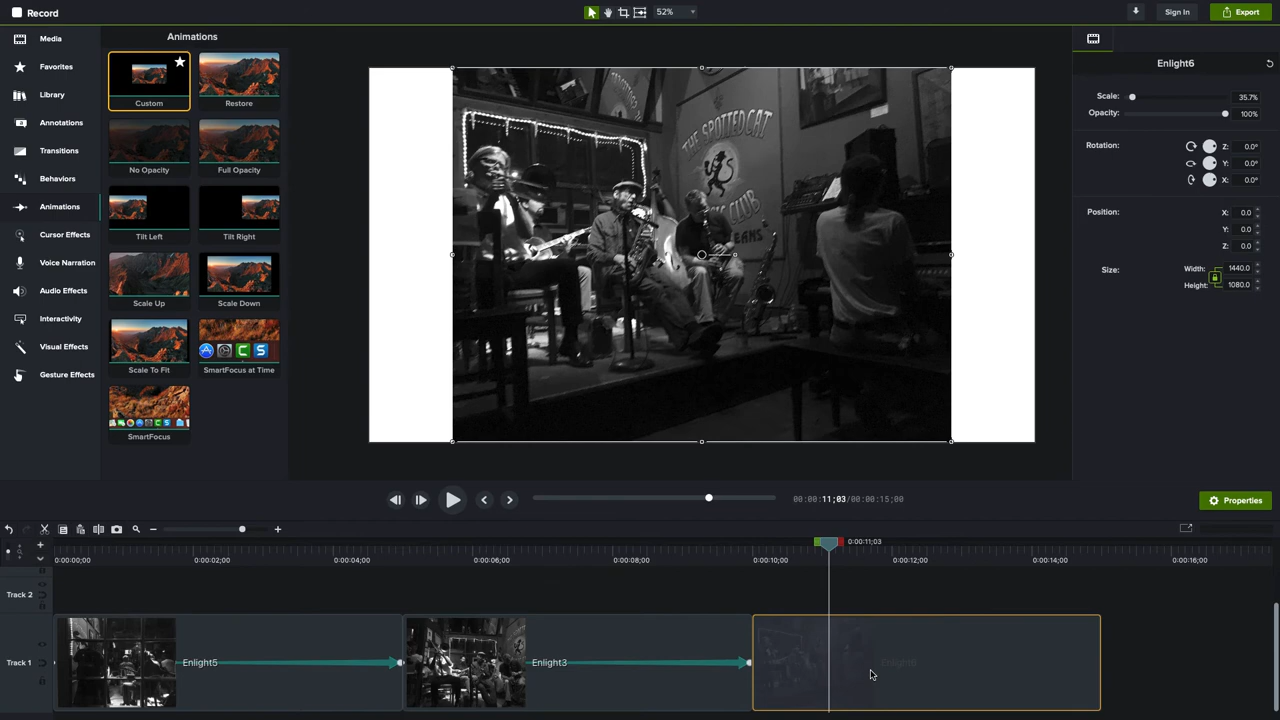 Record
52%
Sign In
Export
Media
Favorites
Library
Annotations
Transitions
Behaviors
Animations
Cursor Effects
Voice Narration
Audio Effects
Interactivity
Visual Effects
Gesture Effects
Animations
Custom
Restore
No Opacity
Full Opacity
Tilt Left
Tilt Right
Scale Up
Scale Down
Scale To Fit
SmartFocus at Time
SmartFocus
THE SPOTTED CAT
Enlight6
Scale: 35.7%
Opacity: 100%
Rotation: Z: 0.0°
Y: 0.0°
X: 0.0°
Position: X: 0.0
Y: 0.0
Z: 0.0
Size: Width: 1440.0
Height: 1080.0
00:00:11;03/00:00:15;00
Properties
0:00:11;03
0:00:00;00 0:00:02;00 0:00:04;00 0:00:06;00 0:00:08;00 0:00:10;00 0:00:12;00 0:00:14;00 0:00:16;00
Track 2
Track 1
Enlight5
Enlight3